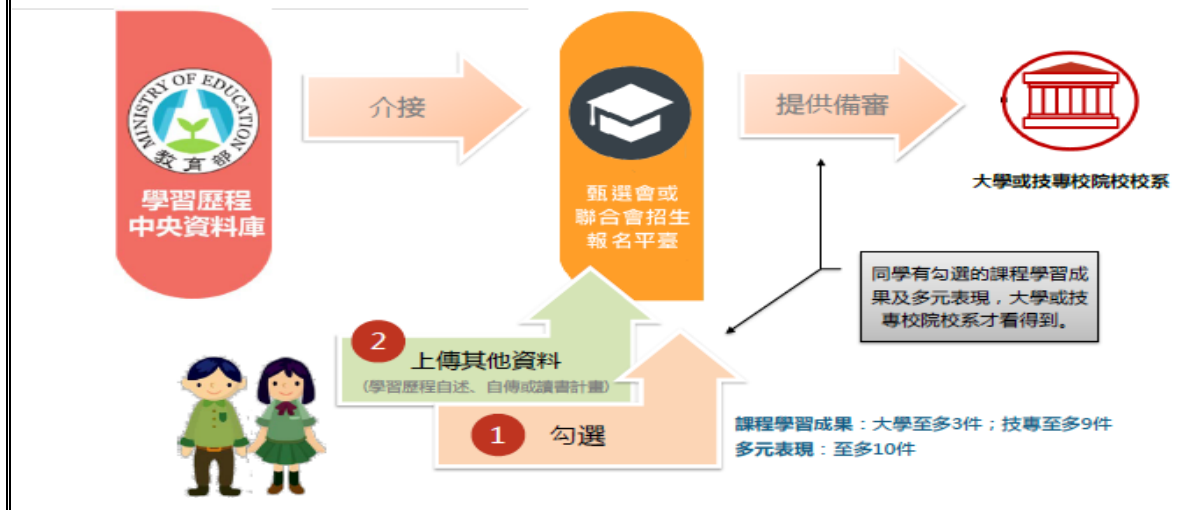 MINISTRY OF EDUCATION
教育部
學習歷程
中央資料庫
介接
甄選會或
聯合會招生
報名平臺
提供備審
大學或技專校院校系
同學有勾選的課程學習成
果及多元表現，大學或技
專校院校系才看得到。
2
上傳其他資料
(學習歷程自述、自傳或讀書計畫)
1
勾選
課程學習成果：大學至多3件；技專至多9件
多元表現：至多10件